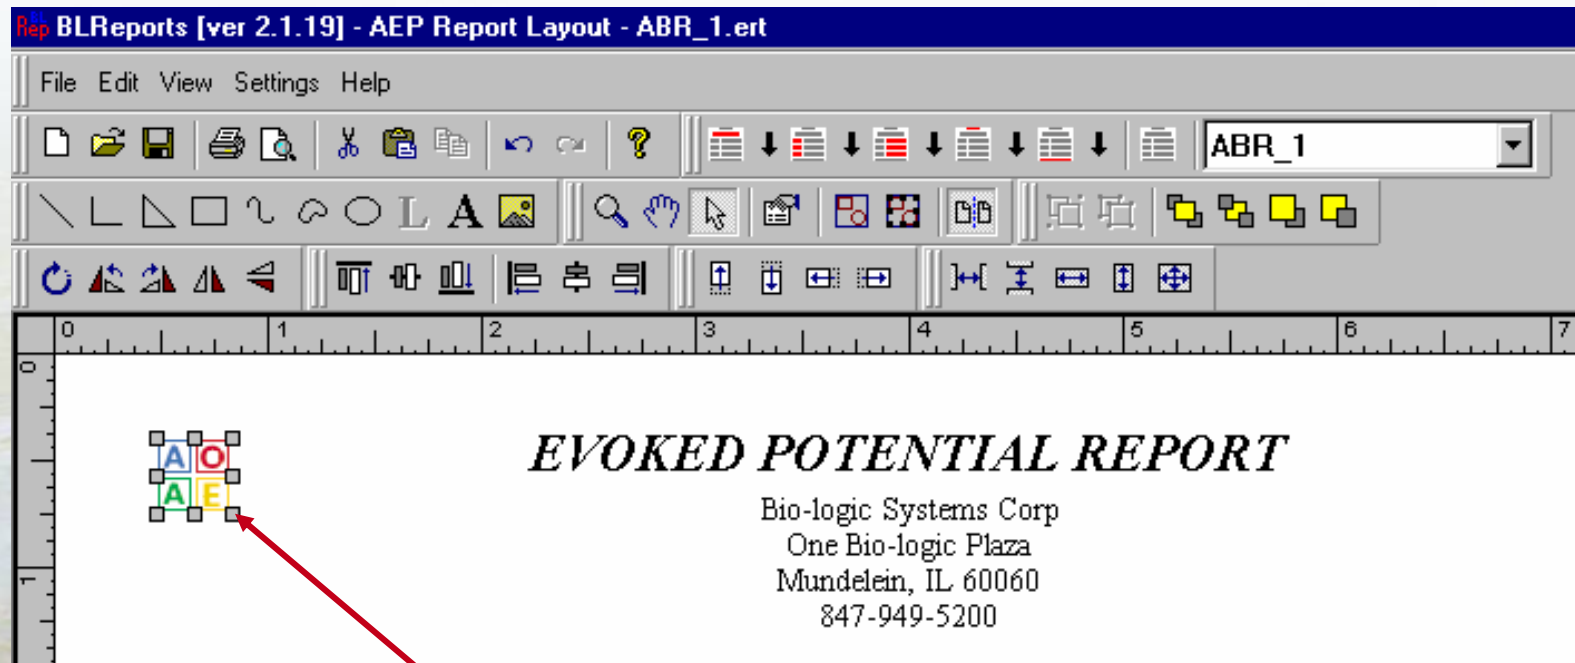 BL Rep BLReports [ver 2.1.19] - AEP Report Layout - ABR_1.ert
File Edit View Settings Help
ABR_1
L A
0 1 2 3 4 5 6 7
0
A O
A E
EVOKED POTENTIAL REPORT
Bio-logic Systems Corp
One Bio-logic Plaza
Mundelein, IL 60060
847-949-5200
1